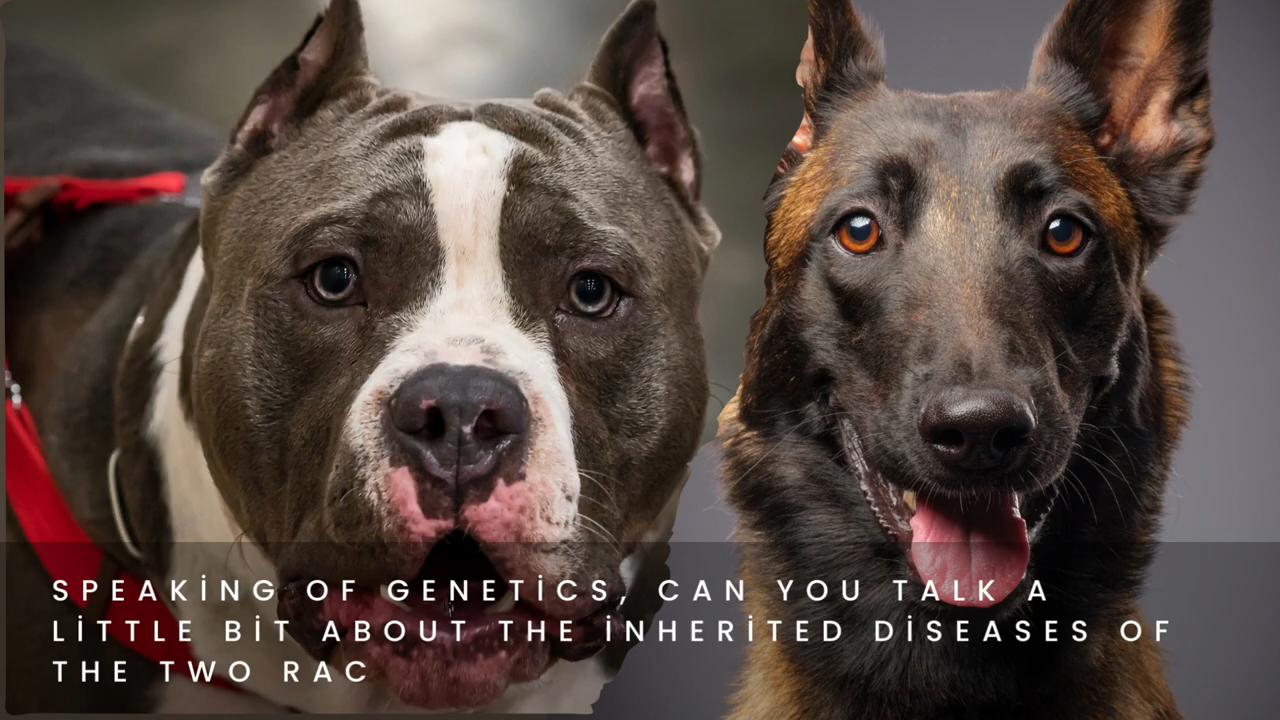 SPEAKİNG OF GENETİCS, CAN YOU TALK A
LİTTLE BİT ABOUT THE İNHERİTED DİSEASES OF
THE TWO RAC